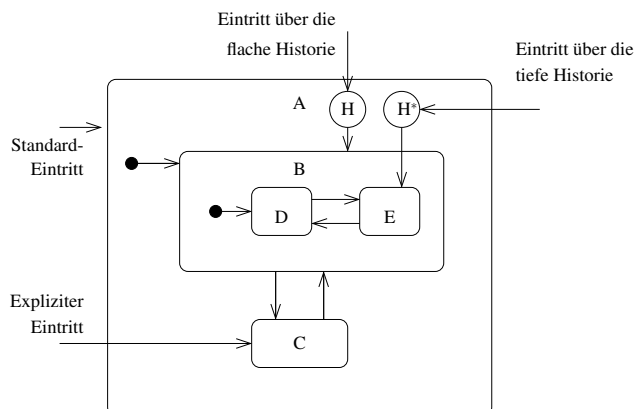 Eintritt über die
flache Historie
Eintritt über die
tiefe Historie
A
H
H*
Standard-
Eintritt
B
D
E
Expliziter
Eintritt
C